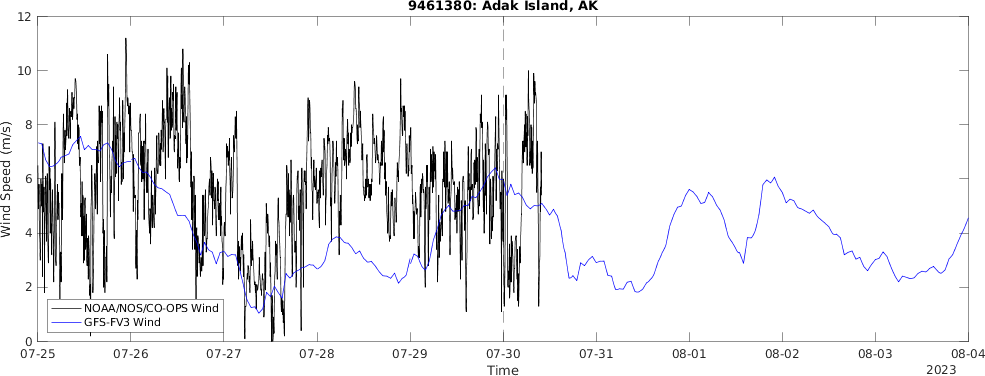 9461380: Adak Island, AK
Wind Speed (m/s)
12
10
8
6
4
2
0
NOAA/NOS/CO-OPS Wind
GFS-FV3 Wind
07-25 07-26 07-27 07-28 07-29 07-30 07-31 08-01 08-02 08-03 08-04
Time
2023